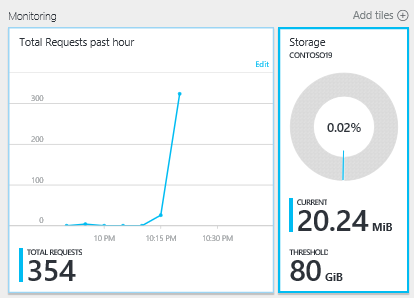 Monitoring
Add tiles
Total Requests past hour
Edit
300
200
100
0
10 PM
10:15 PM
10:30 PM
TOTAL REQUESTS
354
Storage
CONTOSO19
0.02%
CURRENT
20.24 MiB
THRESHOLD
80 GiB